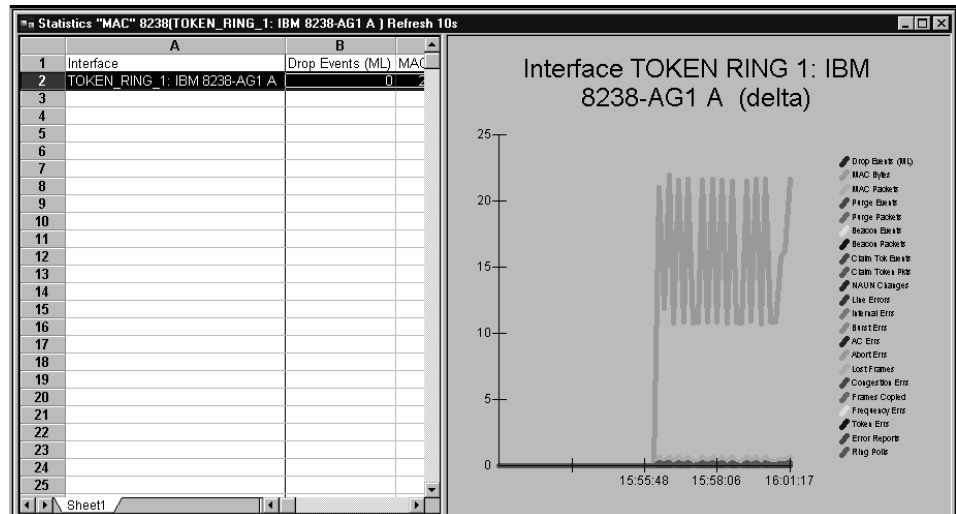 Statistics "MAC" 8238(TOKEN_RING_1: IBM 8238-AG1 A ) Refresh 10s
A B
1 Interface Drop Events (ML) MAC
2 TOKEN_RING_1: IBM 8238-AG1 A 0 2
3
4
5
6
7
8
9
10
11
12
13
14
15
16
17
18
19
20
21
22
23
24
25
Sheet1
Interface TOKEN RING 1: IBM
8238-AG1 A (delta)
25
20
15
10
5
0
15:55:48 15:58:06 16:01:17
Drop Events (ML)
MAC Bytes
MAC Packets
Purge Events
Purge Packets
Beacon Events
Beacon Packets
Claim Tok Events
Claim Token Pkts
NAUN Changes
Line Errors
Internal Errs
Burst Errs
AC Errs
Abort Errs
Lost Frames
Congestion Errs
Frames Copied
Frequency Errs
Token Errs
Error Reports
Ring Polls